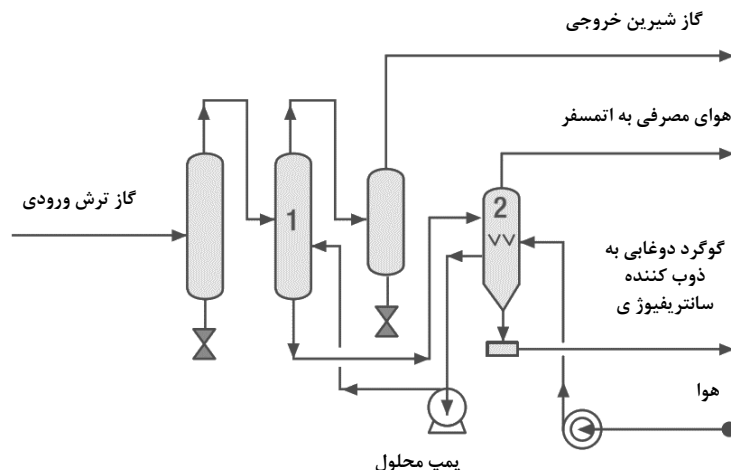 گاز شیرین خروجی
هوای مصرفی به اتمسفر
گاز ترش ورودی
1
2
گوگرد دوغابی به
ذوب کننده
سانتریفیوژ ی
هوا
پمپ محلول